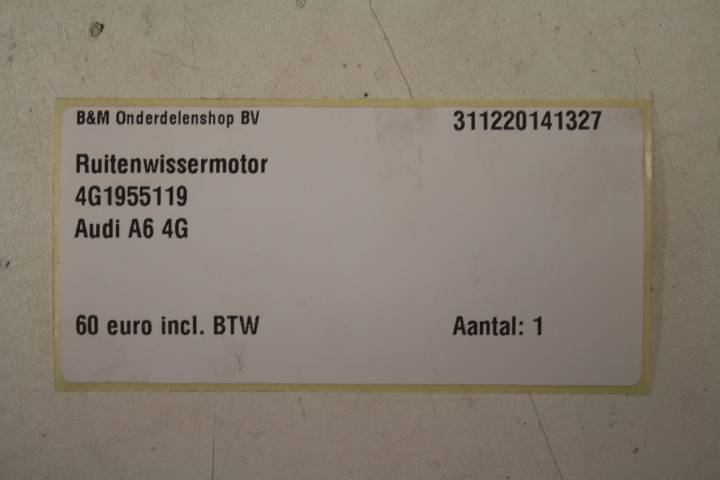 B&M Onderdelenshop BV 311220141327
Ruitenwissermotor
4G1955119
Audi A6 4G
60 euro incl. BTW Aantal: 1